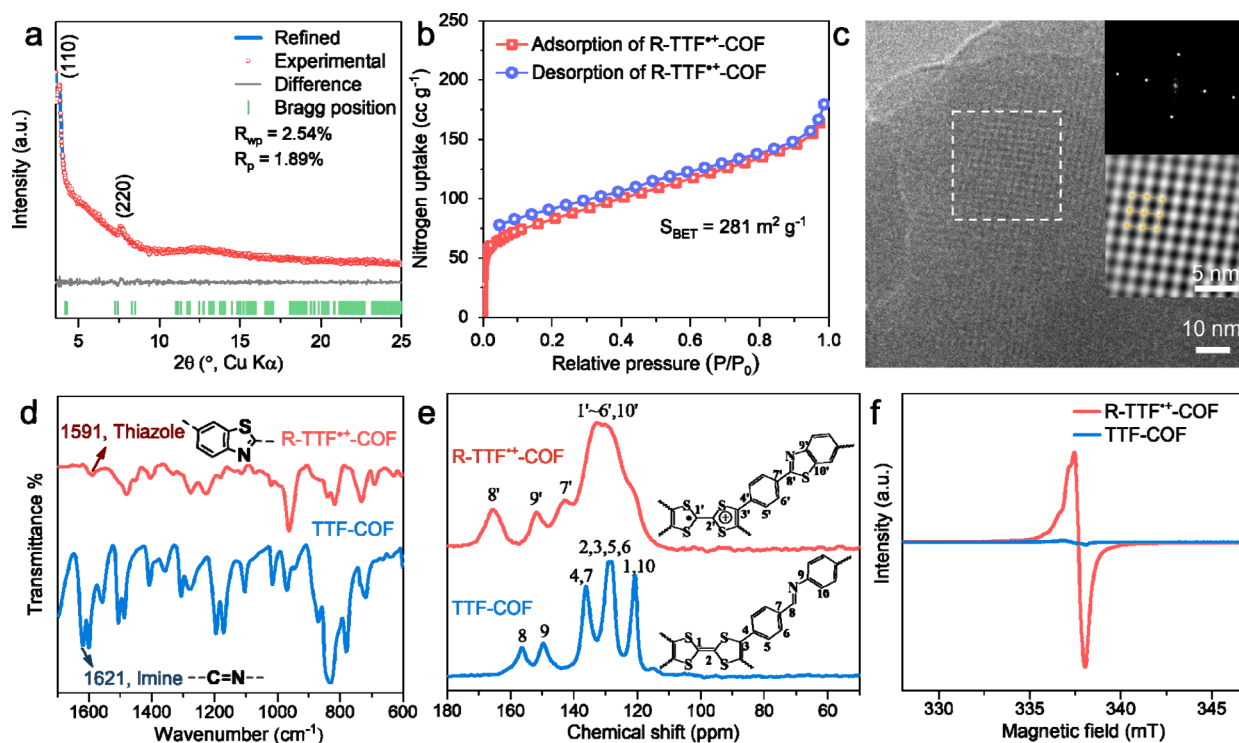 a
Refined
Experimental
Difference
Bragg position
R_wp = 2.54%
R_p = 1.89%
(110)
(220)
Intensity (a.u.)
5
10
15
20
25
2θ (°, Cu Kα)
b
Adsorption of R-TTF•+-COF
Desorption of R-TTF•+-COF
S_BET = 281 m² g⁻¹
Nitrogen uptake (cc g⁻¹)
250
200
150
100
50
0
0.0
0.2
0.4
0.6
0.8
1.0
Relative pressure (P/P₀)
c
5 nm
10 nm
d
1591, Thiazole
S
N
R-TTF•+-COF
TTF-COF
1621, Imine
C=N
Transmittance %
1600
1400
1200
1000
800
600
Wavenumber (cm⁻¹)
e
1'~6',10'
R-TTF•+-COF
8'
9'
7'
9'
N
10'
S
8'
7'
6'
4'
5'
3'
S
S
1'
2'
S
S
TTF-COF
8
9
4,7
2,3,5,6
1,10
9
10
N
8
7
6
4
5
3
S
S
1
2
S
S
180
160
140
120
100
80
60
Chemical shift (ppm)
f
R-TTF•+-COF
TTF-COF
Intensity (a.u.)
330
335
340
345
Magnetic field (mT)